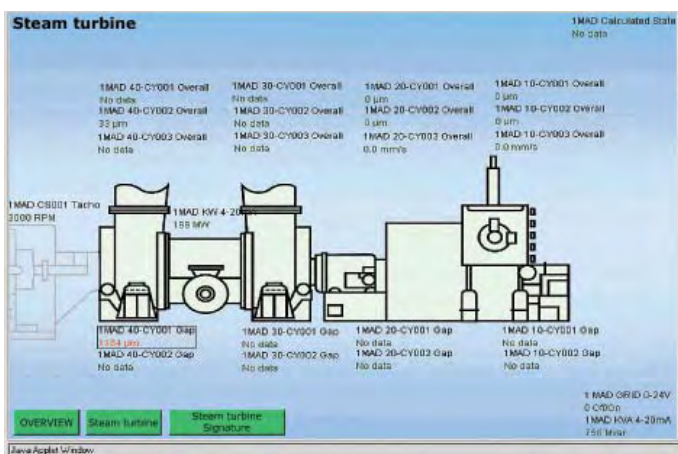 Steam turbine
1MAD Calculated State
No data
1MAD 40-CY001 Overall
No data
1MAD 40-CY002 Overall
33 µm
1MAD 40-CY003 Overall
No data
1MAD 30-CY001 Overall
No data
1MAD 30-CY002 Overall
No data
1MAD 30-CY003 Overall
No data
1MAD 20-CY001 Overall
0 µm
1MAD 20-CY002 Overall
0 µm
1MAD 20-CY003 Overall
0.0 mm/s
1MAD 10-CY001 Overall
0 µm
1MAD 10-CY002 Overall
0 µm
1MAD 10-CY003 Overall
0.0 mm/s
1MAD CS001 Tacho
3000 RPM
1MAD KW 4-20
188 MW
1MAD 40-CY001 Gap
µm
1MAD 40-CY002 Gap
No data
1MAD 30-CY001 Gap
No data
1MAD 30-CY002 Gap
No data
1MAD 20-CY001 Gap
No data
1MAD 20-CY002 Gap
No data
1MAD 10-CY001 Gap
No data
1MAD 10-CY002 Gap
No data
1 MAD GRID 0-24V
1MAD KVA 4-20mA
Mvar
OVERVIEW
Steam turbine
Steam turbine
Signature
Java Applet Window